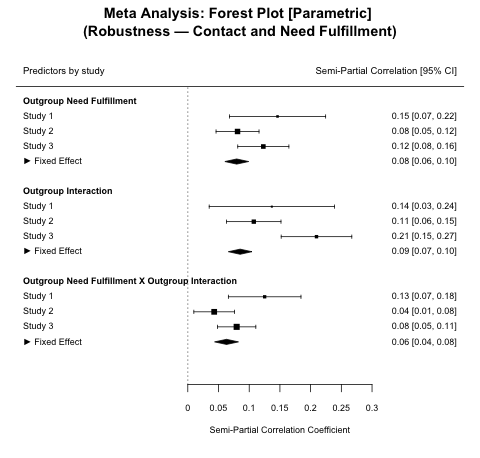 Meta Analysis: Forest Plot [Parametric]
(Robustness — Contact and Need Fulfillment)
Predictors by study Semi-Partial Correlation [95% CI]
Outgroup Need Fulfillment
Study 1 0.15 [0.07, 0.22]
Study 2 0.08 [0.05, 0.12]
Study 3 0.12 [0.08, 0.16]
► Fixed Effect 0.08 [0.06, 0.10]
Outgroup Interaction
Study 1 0.14 [0.03, 0.24]
Study 2 0.11 [0.06, 0.15]
Study 3 0.21 [0.15, 0.27]
► Fixed Effect 0.09 [0.07, 0.10]
Outgroup Need Fulfillment X Outgroup Interaction
Study 1 0.13 [0.07, 0.18]
Study 2 0.04 [0.01, 0.08]
Study 3 0.08 [0.05, 0.11]
► Fixed Effect 0.06 [0.04, 0.08]
0 0.05 0.1 0.15 0.2 0.25 0.3
Semi-Partial Correlation Coefficient